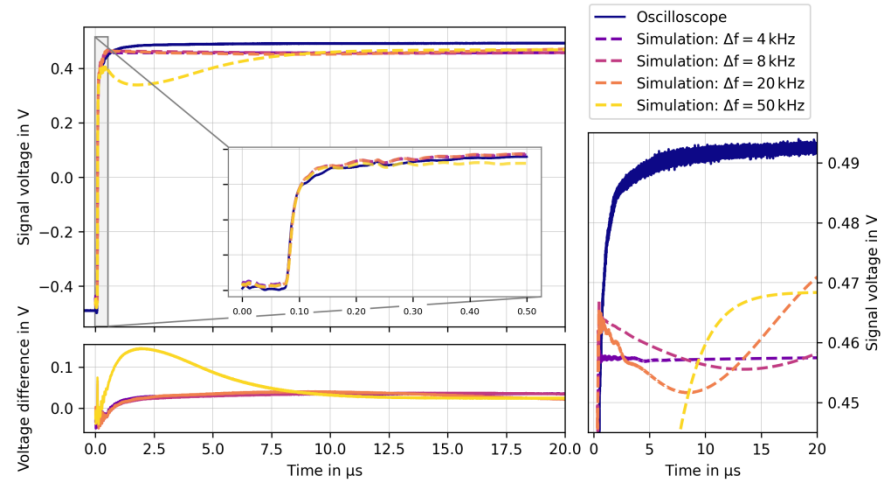 Oscilloscope
Simulation: Δf = 4 kHz
Simulation: Δf = 8 kHz
Simulation: Δf = 20 kHz
Simulation: Δf = 50 kHz
Signal voltage in V
0.4
0.2
0.0
−0.2
−0.4
0.00 0.10 0.20 0.30 0.40 0.50
Voltage difference in V
0.1
0.0
0.0 2.5 5.0 7.5 10.0 12.5 15.0 17.5 20.0
Time in µs
0.49
0.48
0.47
0.46
0.45
Signal voltage in V
0 5 10 15 20
Time in µs